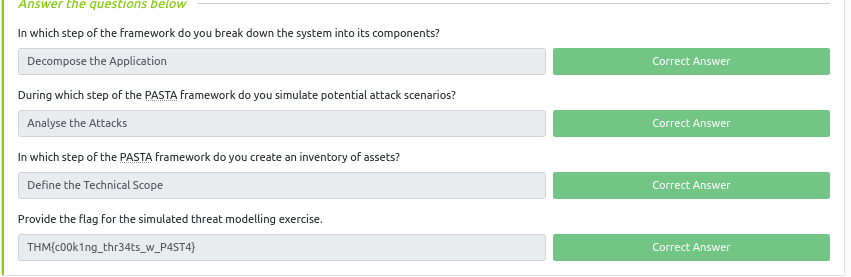 Answer the questions below
In which step of the framework do you break down the system into its components?
Decompose the Application
Correct Answer
During which step of the PASTA framework do you simulate potential attack scenarios?
Analyse the Attacks
Correct Answer
In which step of the PASTA framework do you create an inventory of assets?
Define the Technical Scope
Correct Answer
Provide the flag for the simulated threat modelling exercise.
THM{c00k1ng_thr34ts_w_P4ST4}
Correct Answer